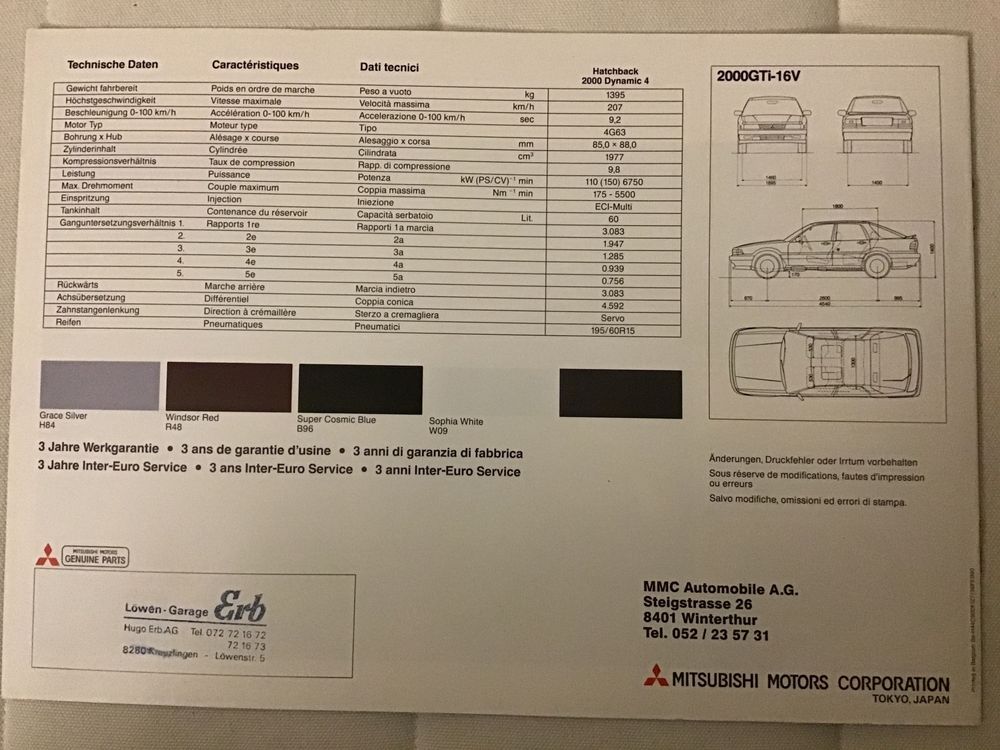 Technische Daten Caractéristiques Dati tecnici Hatchback
2000 Dynamic 4
Gewicht fahrbereit Poids en ordre de marche Peso a vuoto kg 1395
Höchstgeschwindigkeit Vitesse maximale Velocità massima km/h 207
Beschleunigung 0-100 km/h Accélération 0-100 km/h Accelerazione 0-100 km/h sec 9,2
Motor Typ Moteur type Tipo 4G63
Bohrung x Hub Alésage x course Alesaggio x corsa mm 85,0 × 88,0
Zylinderinhalt Cylindrée Cilindrata cm³ 1977
Kompressionsverhältnis Taux de compression Rapp. di compressione 9,8
Leistung Puissance Potenza kW (PS/CV)⁻¹ min 110 (150) 6750
Max. Drehmoment Couple maximum Coppia massima Nm ⁻¹ min 175 - 5500
Einspritzung Injection Iniezione ECI-Multi
Tankinhalt Contenance du réservoir Capacità serbatoio Lit. 60
Ganguntersetzungsverhältnis 1. Rapports 1re Rapporti 1a marcia 3.083
2. 2e 2a 1.947
3. 3e 3a 1.285
4. 4e 4a 0.939
5. 5e 5a 0.756
Rückwärts Marche arrière Marcia indietro 3.083
Achsübersetzung Différentiel Coppia conica 4.592
Zahnstangenlenkung Direction à crémaillère Sterzo a cremagliera Servo
Reifen Pneumatiques Pneumatici 195/60R15
2000GTi-16V
1450
1800
170
970 2600
4540
Grace Silver
H84
Windsor Red
R48
Super Cosmic Blue
B96
Sophia White
W09
3 Jahre Werkgarantie • 3 ans de garantie d'usine • 3 anni di garanzia di fabbrica
3 Jahre Inter-Euro Service • 3 ans Inter-Euro Service • 3 anni Inter-Euro Service
Änderungen, Druckfehler oder Irrtum vorbehalten
Sous réserve de modifications, fautes d'impression
ou erreurs
Salvo modifiche, omissioni ed errori di stampa.
MITSUBISHI MOTORS
GENUINE PARTS
Löwen-Garage Erb
Hugo Erb.AG Tel. 072 72 16 72
72 16 73
8280 Kreuzlingen - Löwenstr. 5
MMC Automobile A.G.
Steigstrasse 26
8401 Winterthur
Tel. 052 / 23 57 31
MITSUBISHI MOTORS CORPORATION
TOKYO, JAPAN
Printed in Belgium